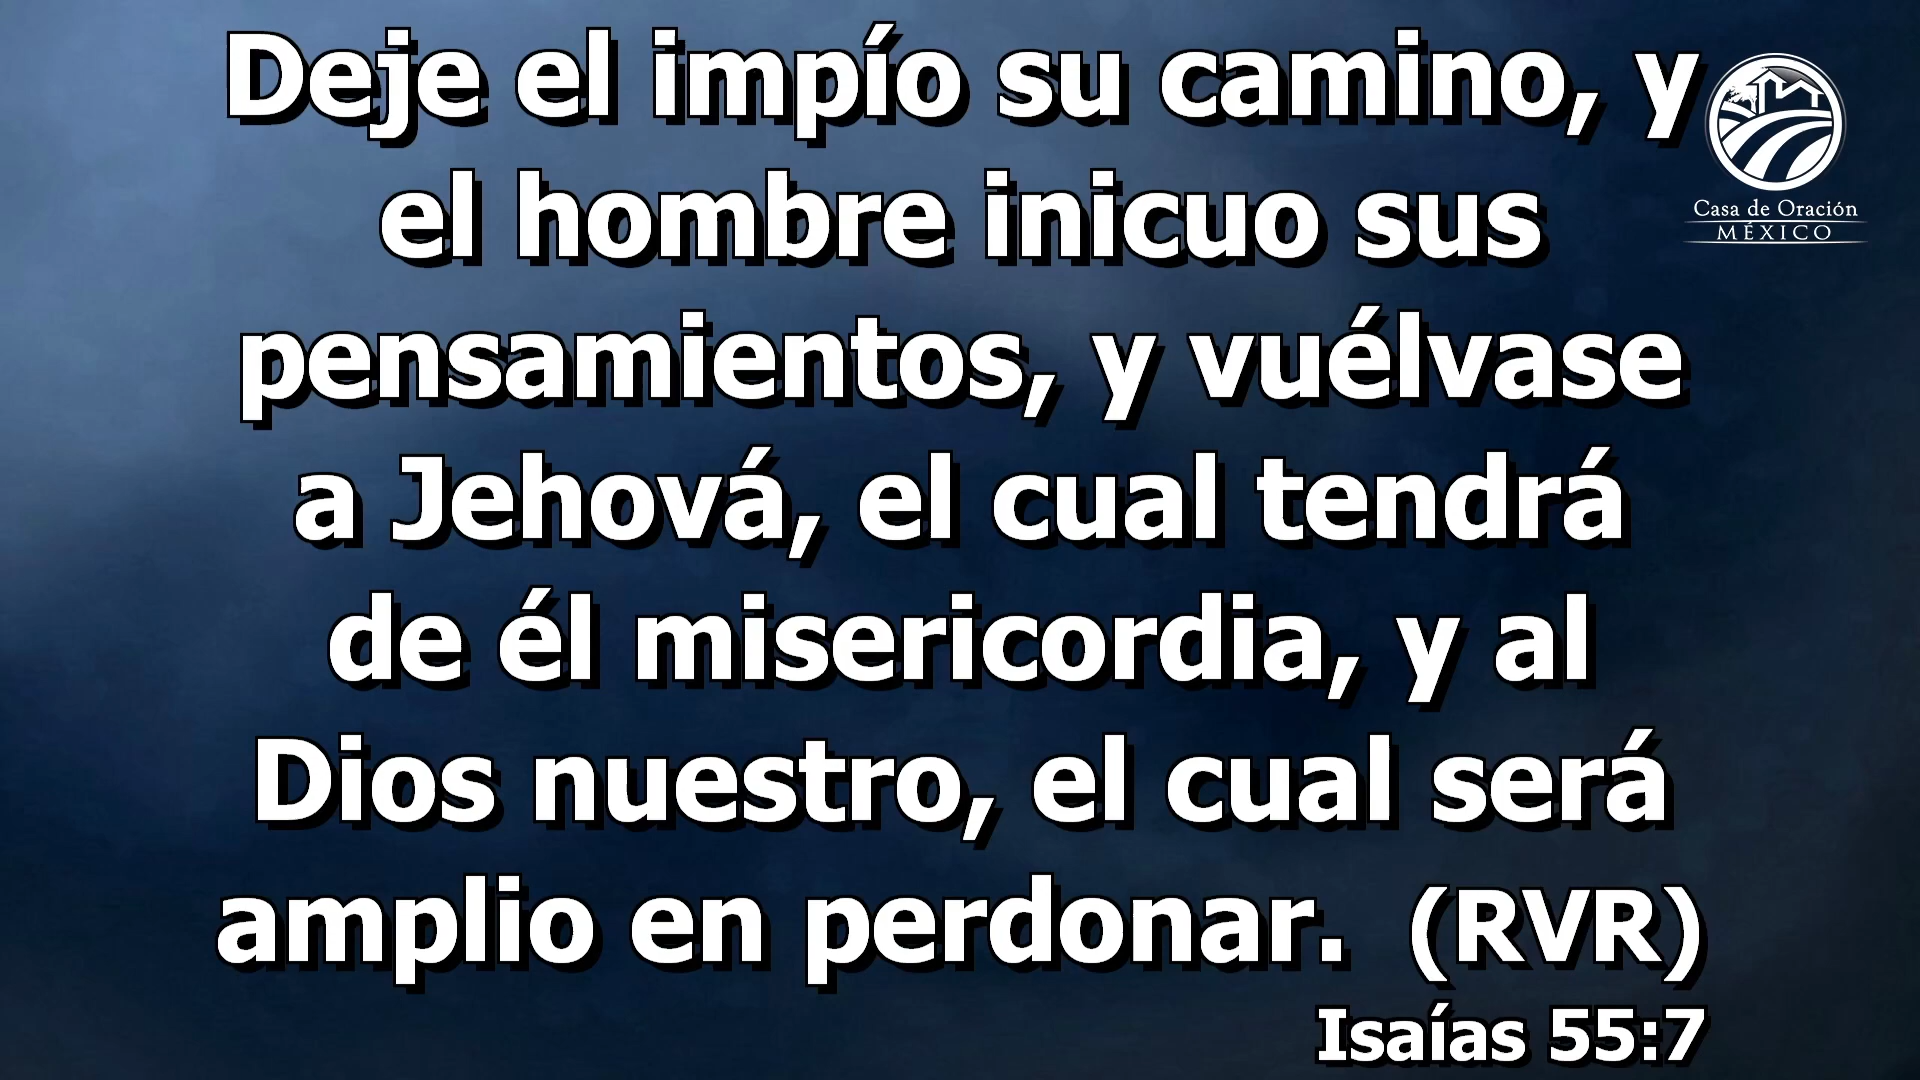 Deje el impío su camino, y
el hombre inicuo sus
pensamientos, y vuélvase
a Jehová, el cual tendrá
de él misericordia, y al
Dios nuestro, el cual será
amplio en perdonar. (RVR)
Isaías 55:7
Casa de Oración
MÉXICO